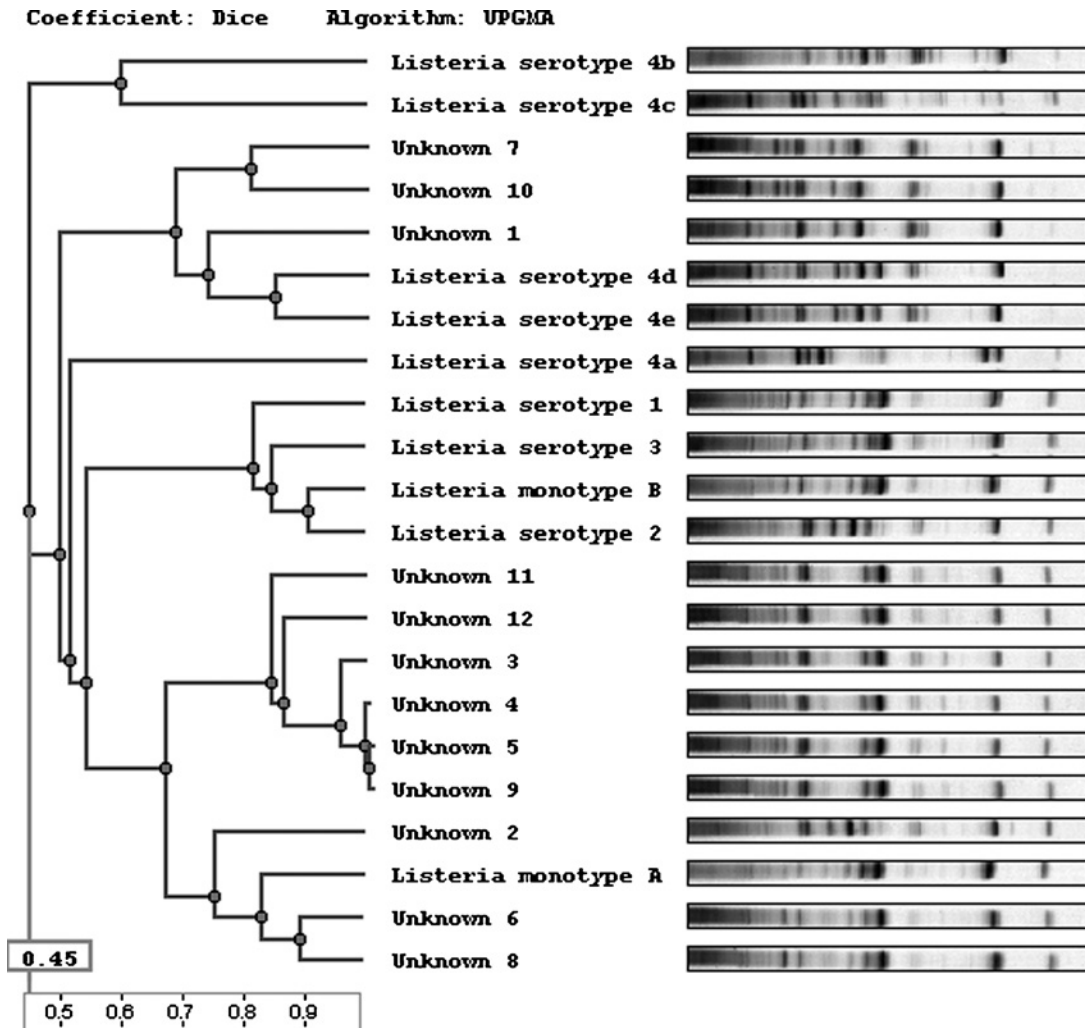 Coefficient: Dice Algorithm: UPGMA
Listeria serotype 4b
Listeria serotype 4c
Unknown 7
Unknown 10
Unknown 1
Listeria serotype 4d
Listeria serotype 4e
Listeria serotype 4a
Listeria serotype 1
Listeria serotype 3
Listeria monotype B
Listeria serotype 2
Unknown 11
Unknown 12
Unknown 3
Unknown 4
Unknown 5
Unknown 9
Unknown 2
Listeria monotype A
Unknown 6
Unknown 8
0.45
0.5 0.6 0.7 0.8 0.9